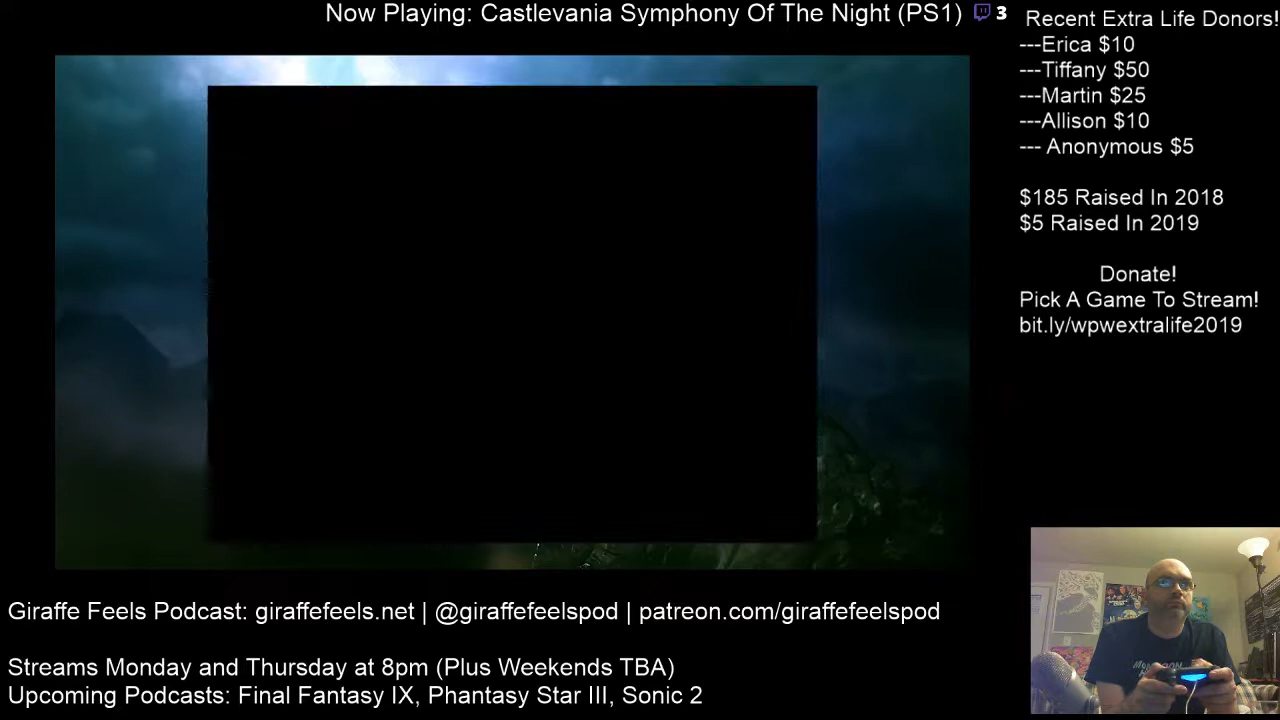 Now Playing: Castlevania Symphony Of The Night (PS1) 3
Recent Extra Life Donors!
---Erica $10
---Tiffany $50
---Martin $25
---Allison $10
--- Anonymous $5
$185 Raised In 2018
$5 Raised In 2019
Donate!
Pick A Game To Stream!
bit.ly/wpwextralife2019
Giraffe Feels Podcast: giraffefeels.net | @giraffefeelspod | patreon.com/giraffefeelspod
Streams Monday and Thursday at 8pm (Plus Weekends TBA)
Upcoming Podcasts: Final Fantasy IX, Phantasy Star III, Sonic 2